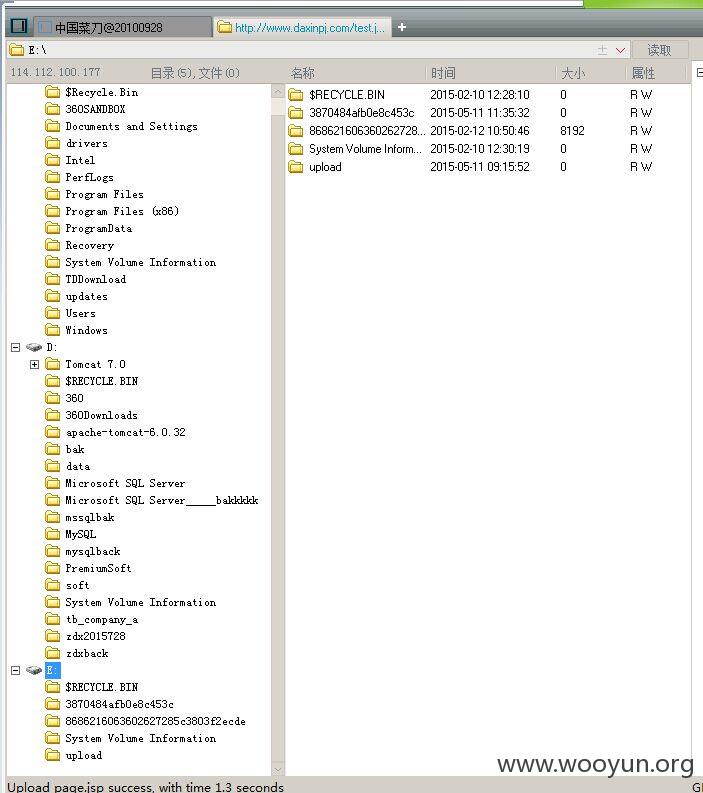 中国菜刀@20100928
http://www.daxinpj.com/test.j...
E:\
读取
114.112.100.177 目录(5),文件(0)
名称 时间 大小 属性
$Recycle.Bin
360SANDBOX
Documents and Settings
drivers
Intel
PerfLogs
Program Files
Program Files (x86)
ProgramData
Recovery
System Volume Information
TDDownload
updates
Users
Windows
D:
Tomcat 7.0
$RECYCLE.BIN
360
360Downloads
apache-tomcat-6.0.32
bak
data
Microsoft SQL Server
Microsoft SQL Server_____bakkkkk
mssqlbak
MySQL
mysqlback
PremiumSoft
soft
System Volume Information
tb_company_a
zdx2015728
zdxback
E:
$RECYCLE.BIN
3870484afb0e8c453c
8686216063602627285c3803f2ecde
System Volume Information
upload
$RECYCLE.BIN 2015-02-10 12:28:10 0 R W
3870484afb0e8c453c 2015-05-11 11:35:32 0 R W
868621606360262728... 2015-02-12 10:50:46 8192 R W
System Volume Inform... 2015-02-10 12:30:19 0 R W
upload 2015-05-11 09:15:52 0 R W
www.wooyun.org
Upload page.jsp success, with time 1.3 seconds